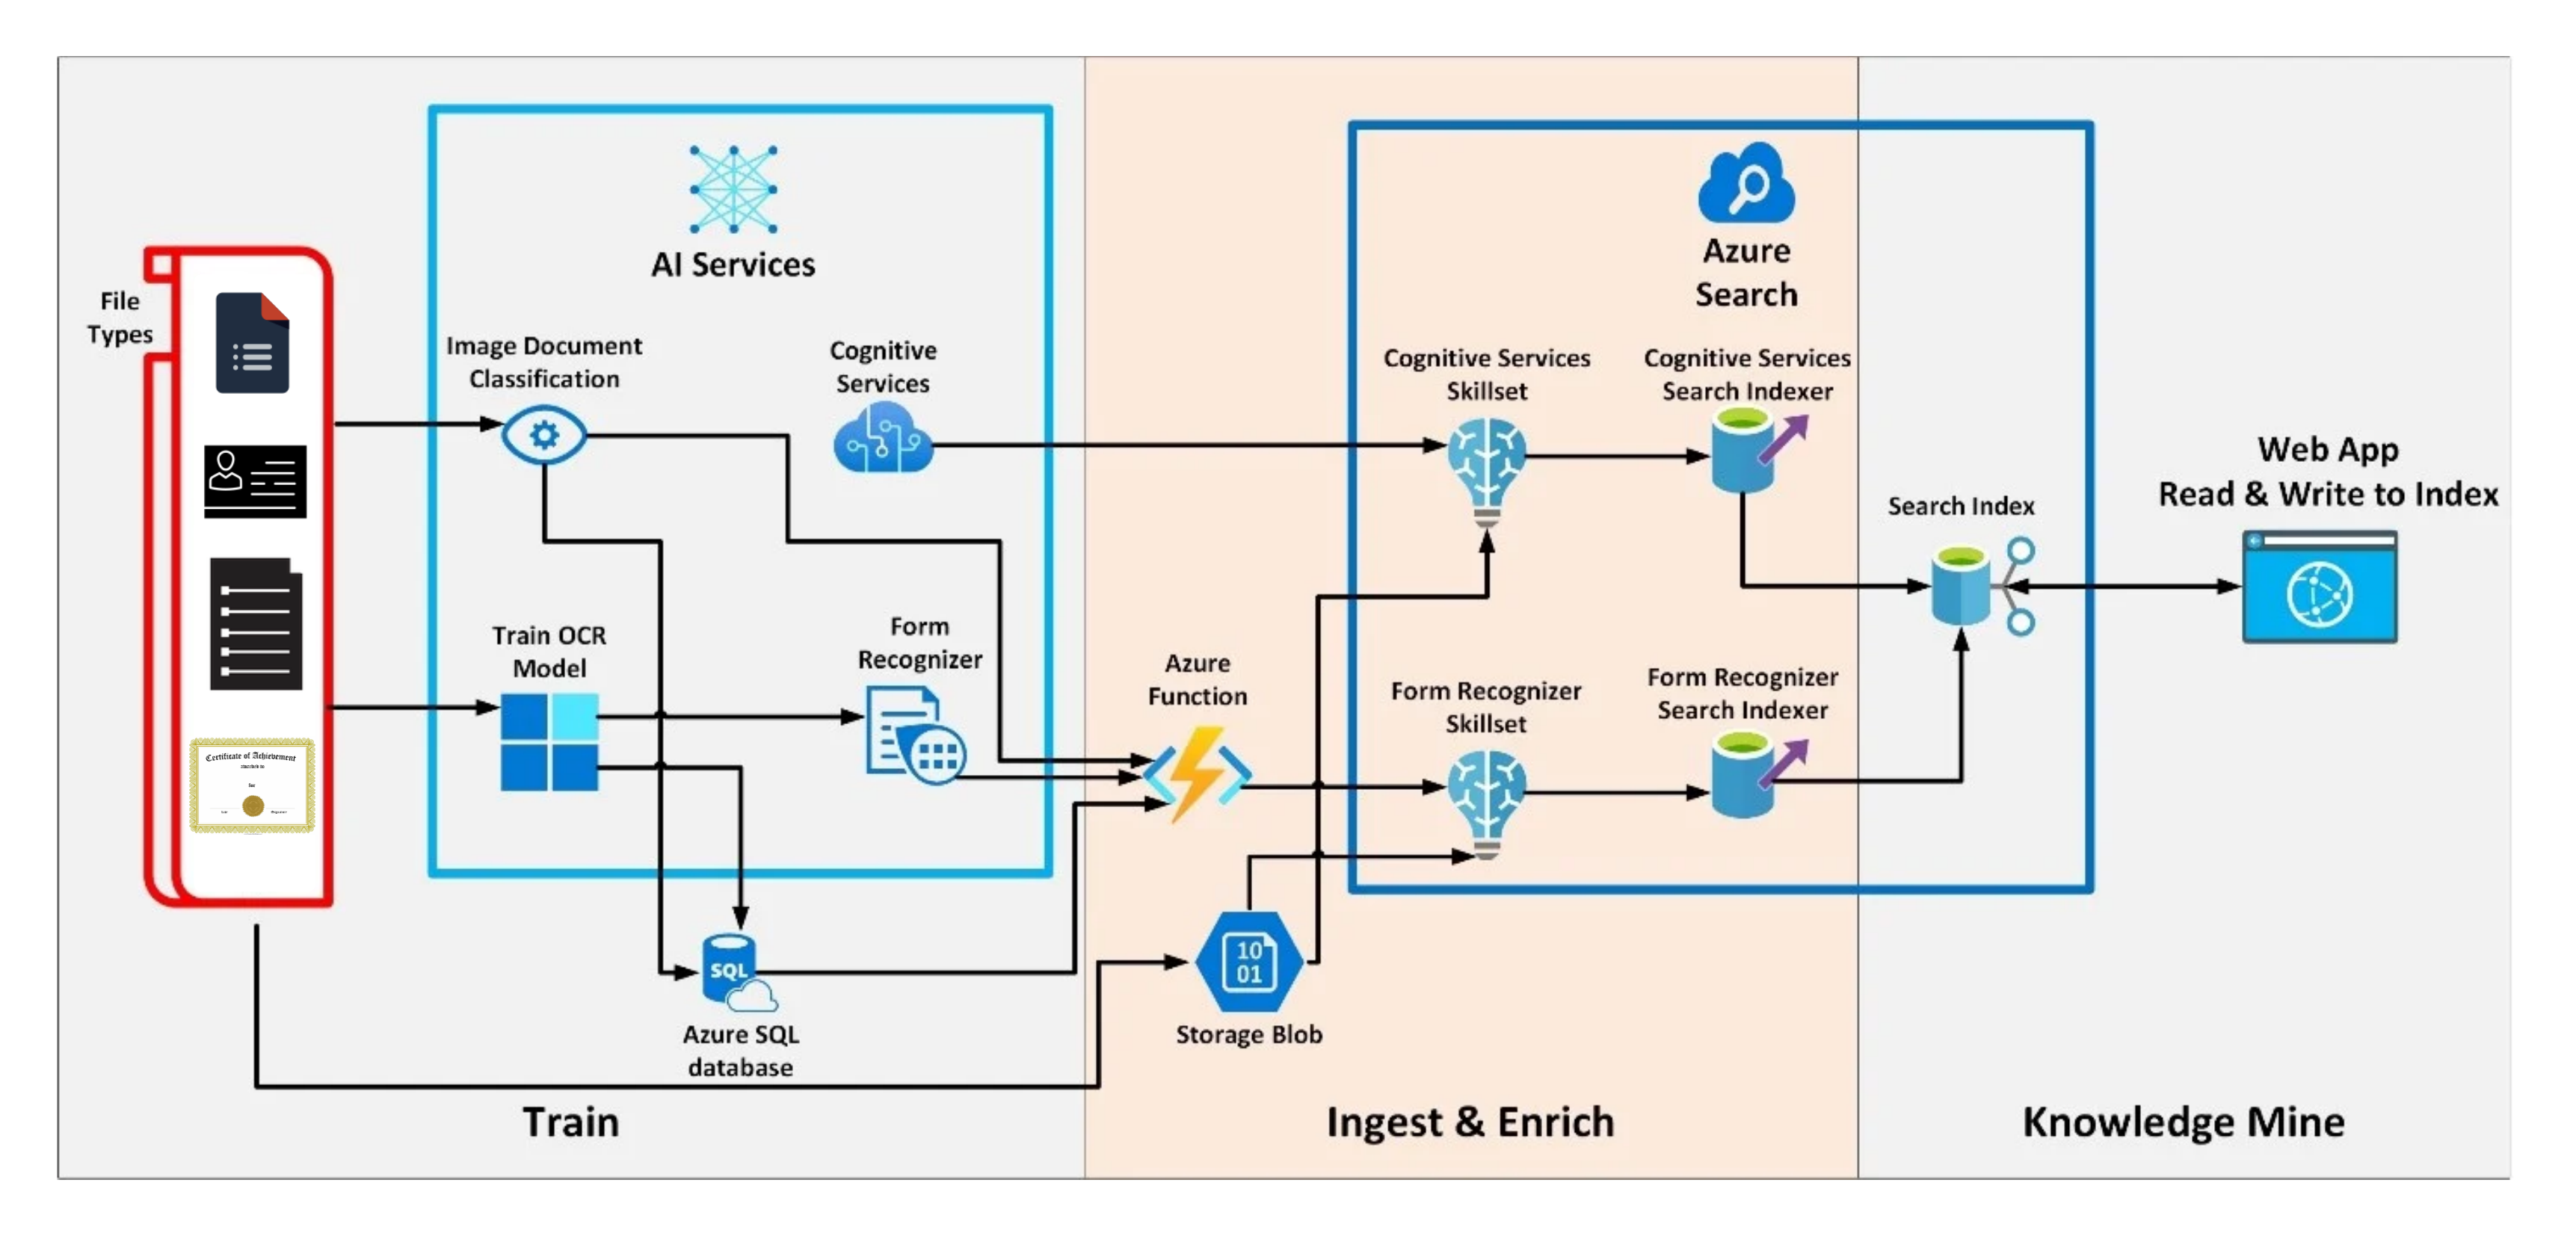 AI Services
Azure
Search
File
Types
Image Document
Classification
Cognitive
Services
Cognitive Services
Skillset
Cognitive Services
Search Indexer
Web App
Read & Write to Index
Search Index
Train OCR
Model
Form
Recognizer
Azure
Function
Form Recognizer
Skillset
Form Recognizer
Search Indexer
Certificate of Achievement
SQL
10
01
Azure SQL
database
Storage Blob
Train
Ingest & Enrich
Knowledge Mine